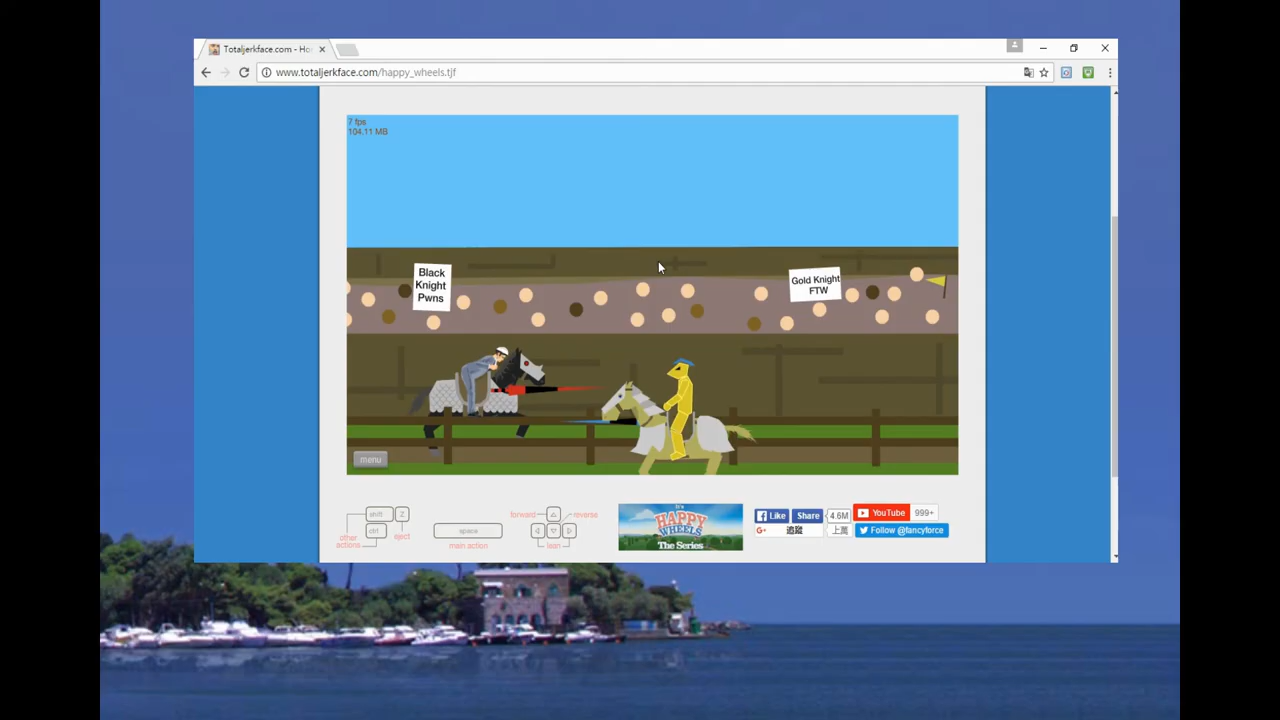 Totaljerkface.com - Ho
www.totaljerkface.com/happy_wheels.tjf
7 fps
104.11 MB
Black
Knight
Pwns
Gold Knight
FTW
menu
shift
Z
ctrl
other
actions
eject
space
main action
forward
reverse
lean
It's
HAPPY
WHEELS
The Series
Like
Share
4.6M
YouTube
999+
追蹤
上萬
Follow @fancyforce